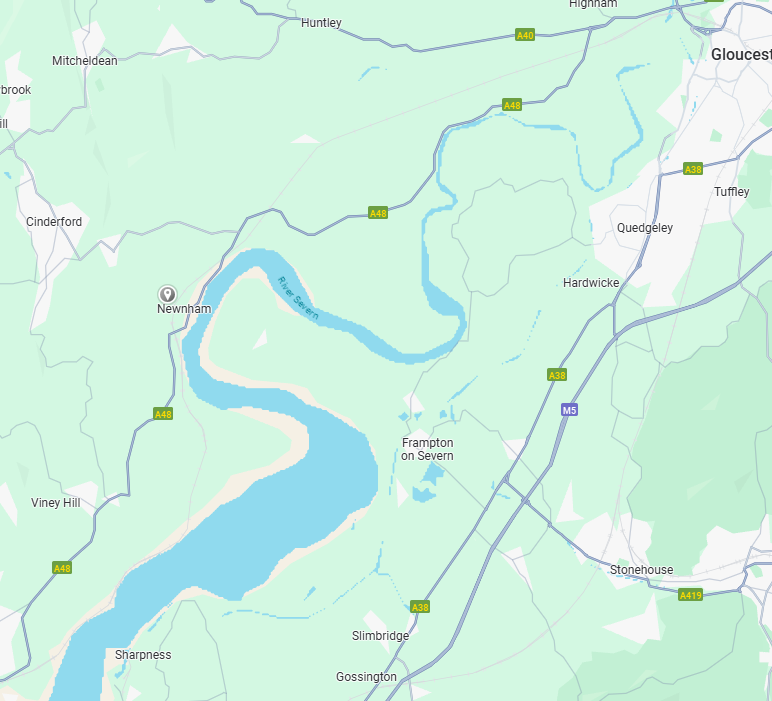 Highnam
Huntley
A40
Gloucest
Mitcheldean
brook
ill
A48
A38
Tuffley
A48
Cinderford
Quedgeley
Hardwicke
River Severn
Newnham
A38
M5
A48
Frampton
on Severn
Viney Hill
A48
Stonehouse
A419
A38
Slimbridge
Sharpness
Gossington